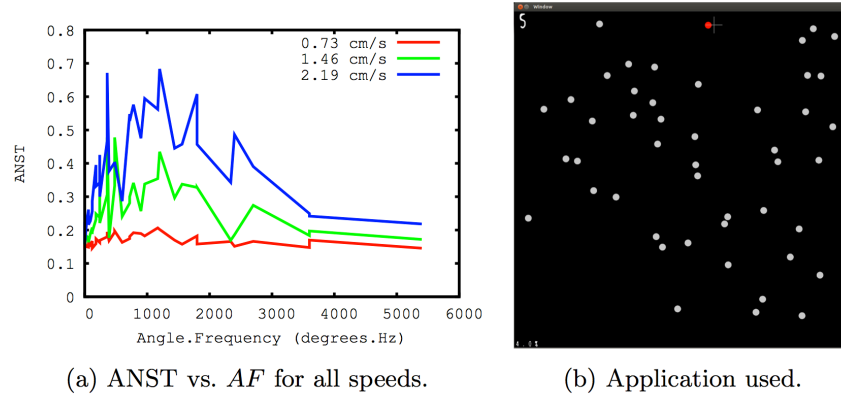 Window
5
0.8
0.7
0.6
0.5
0.4
0.3
0.2
0.1
0
ANST
0.73 cm/s
1.46 cm/s
2.19 cm/s
0 1000 2000 3000 4000 5000 6000
Angle.Frequency (degrees.Hz)
4.0%
(a) ANST vs. AF for all speeds.
(b) Application used.